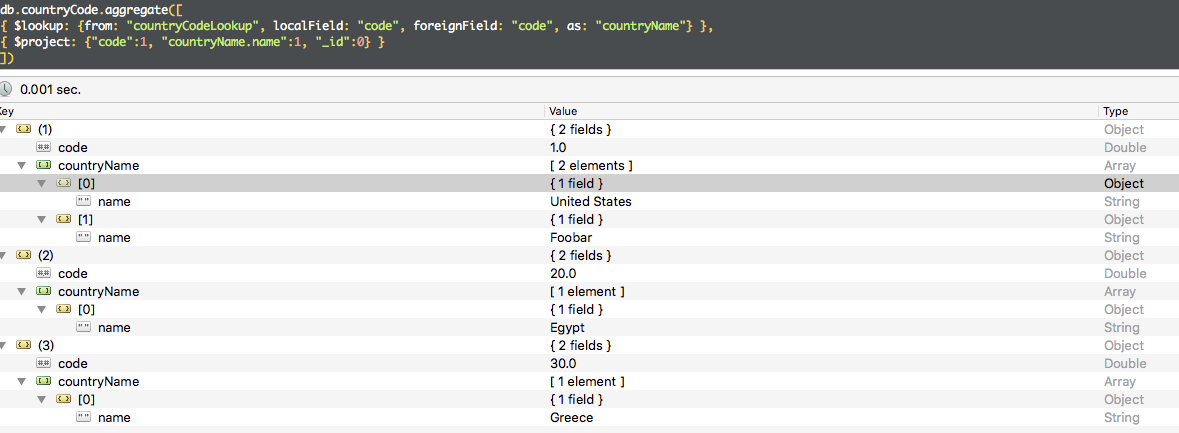 db.countryCode.aggregate([
{ $lookup: {from: "countryCodeLookup", localField: "code", foreignField: "code", as: "countryName"} },
{ $project: {"code":1, "countryName.name":1, "_id":0} }
])
0.001 sec.
Key Value Type
(1) { 2 fields } Object
code 1.0 Double
countryName [ 2 elements ] Array
[0] { 1 field } Object
name United States String
[1] { 1 field } Object
name Foobar String
(2) { 2 fields } Object
code 20.0 Double
countryName [ 1 element ] Array
[0] { 1 field } Object
name Egypt String
(3) { 2 fields } Object
code 30.0 Double
countryName [ 1 element ] Array
[0] { 1 field } Object
name Greece String